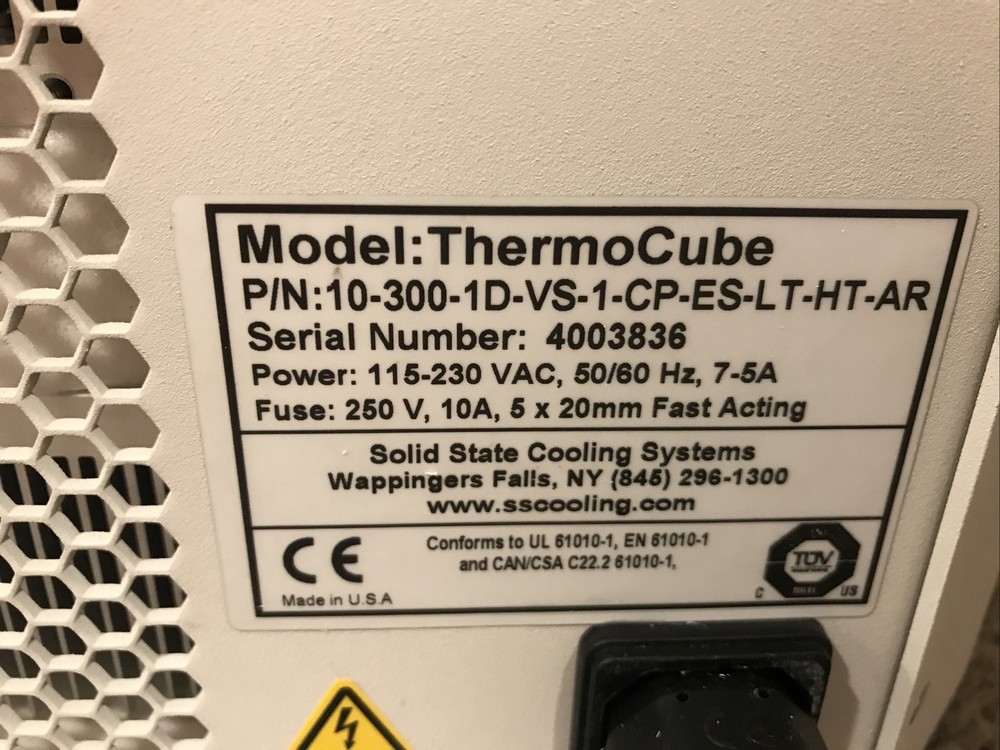 Model:ThermoCube
P/N:10-300-1D-VS-1-CP-ES-LT-HT-AR
Serial Number: 4003836
Power: 115-230 VAC, 50/60 Hz, 7-5A
Fuse: 250 V, 10A, 5 x 20mm Fast Acting
Solid State Cooling Systems
Wappingers Falls, NY (845) 296-1300
www.sscooling.com
CE
Conforms to UL 61010-1, EN 61010-1
and CAN/CSA C22.2 61010-1,
Made in U.S.A
TÜV
C US